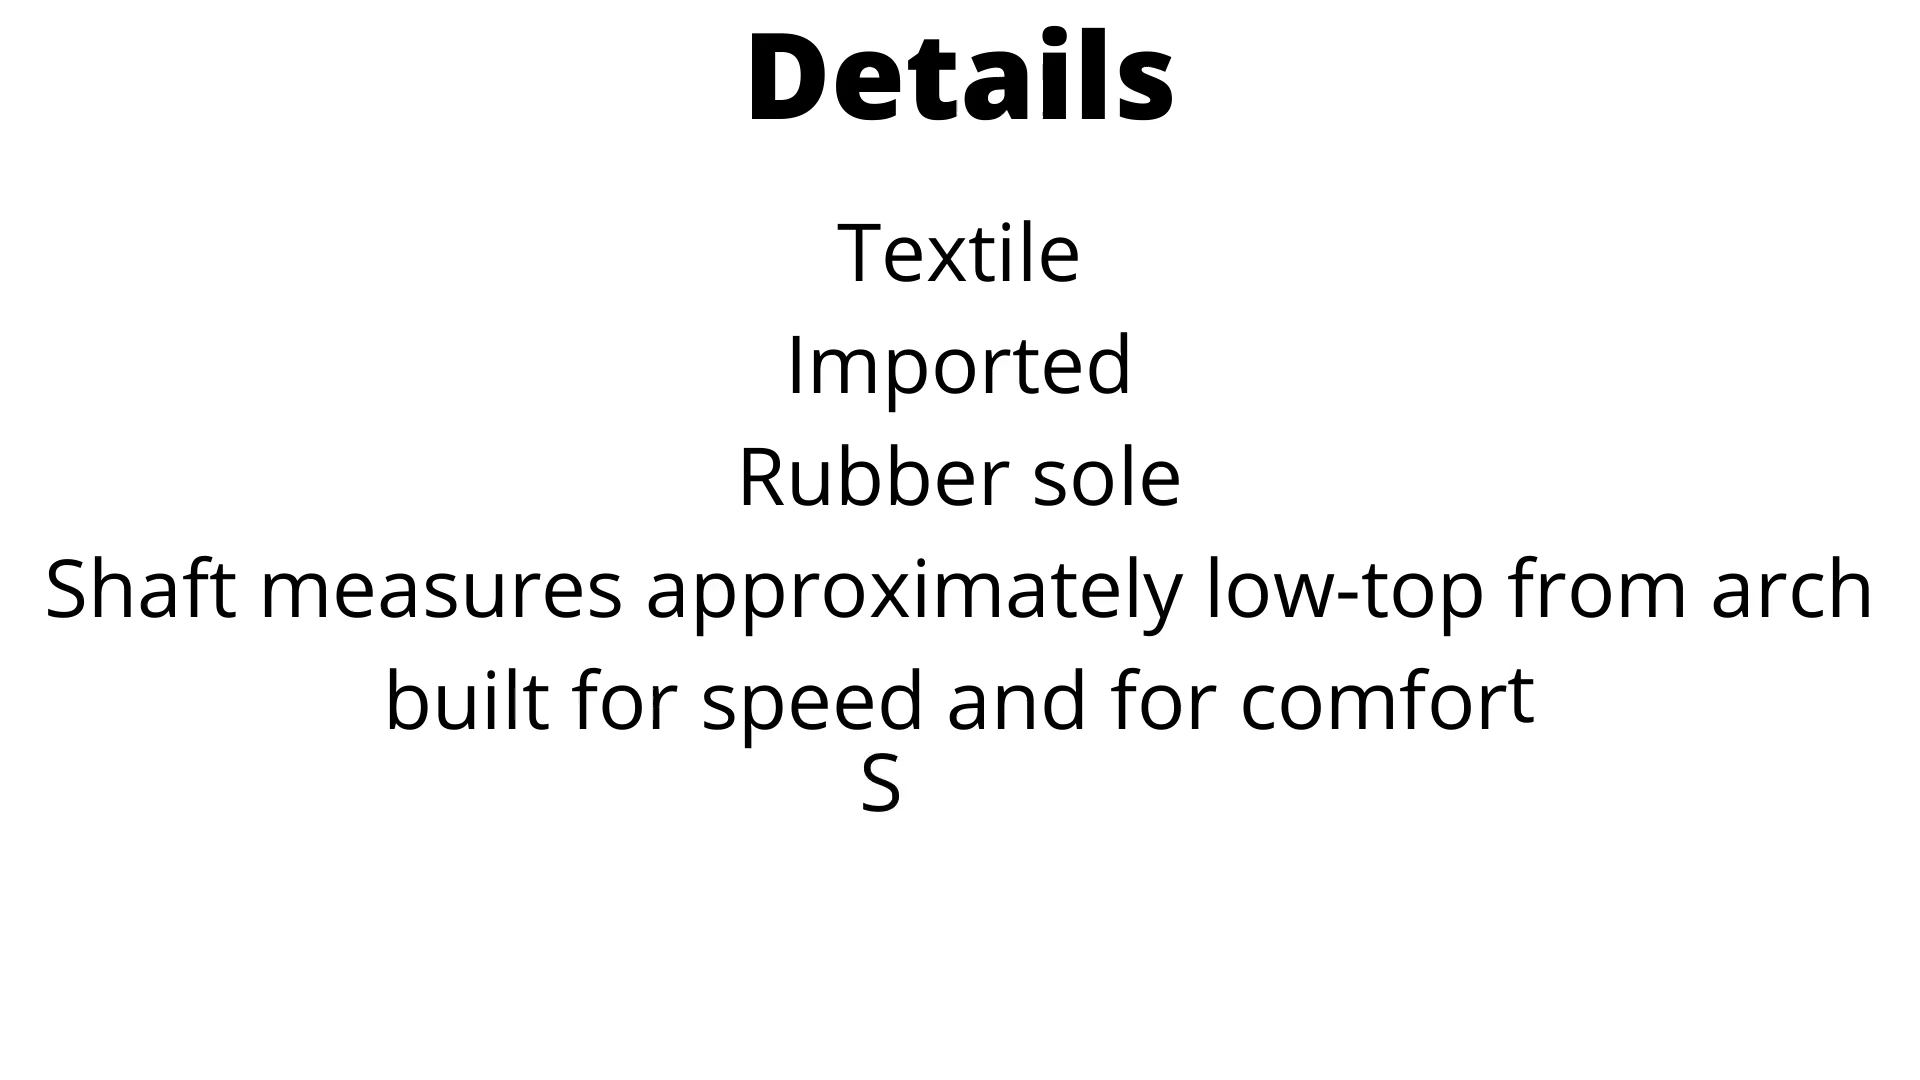 Details
Textile
Imported
Rubber sole
Shaft measures approximately low-top from arch
built for speed and for comfort
S